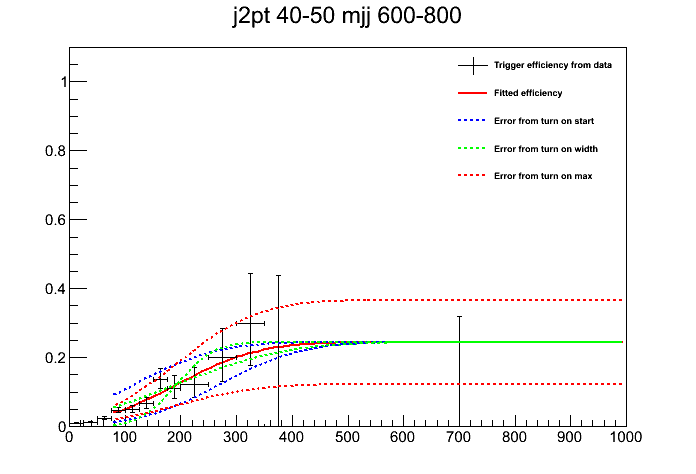 j2pt 40-50 mjj 600-800
Trigger efficiency from data
Fitted efficiency
Error from turn on start
Error from turn on width
Error from turn on max
1
0.8
0.6
0.4
0.2
0
0 100 200 300 400 500 600 700 800 900 1000